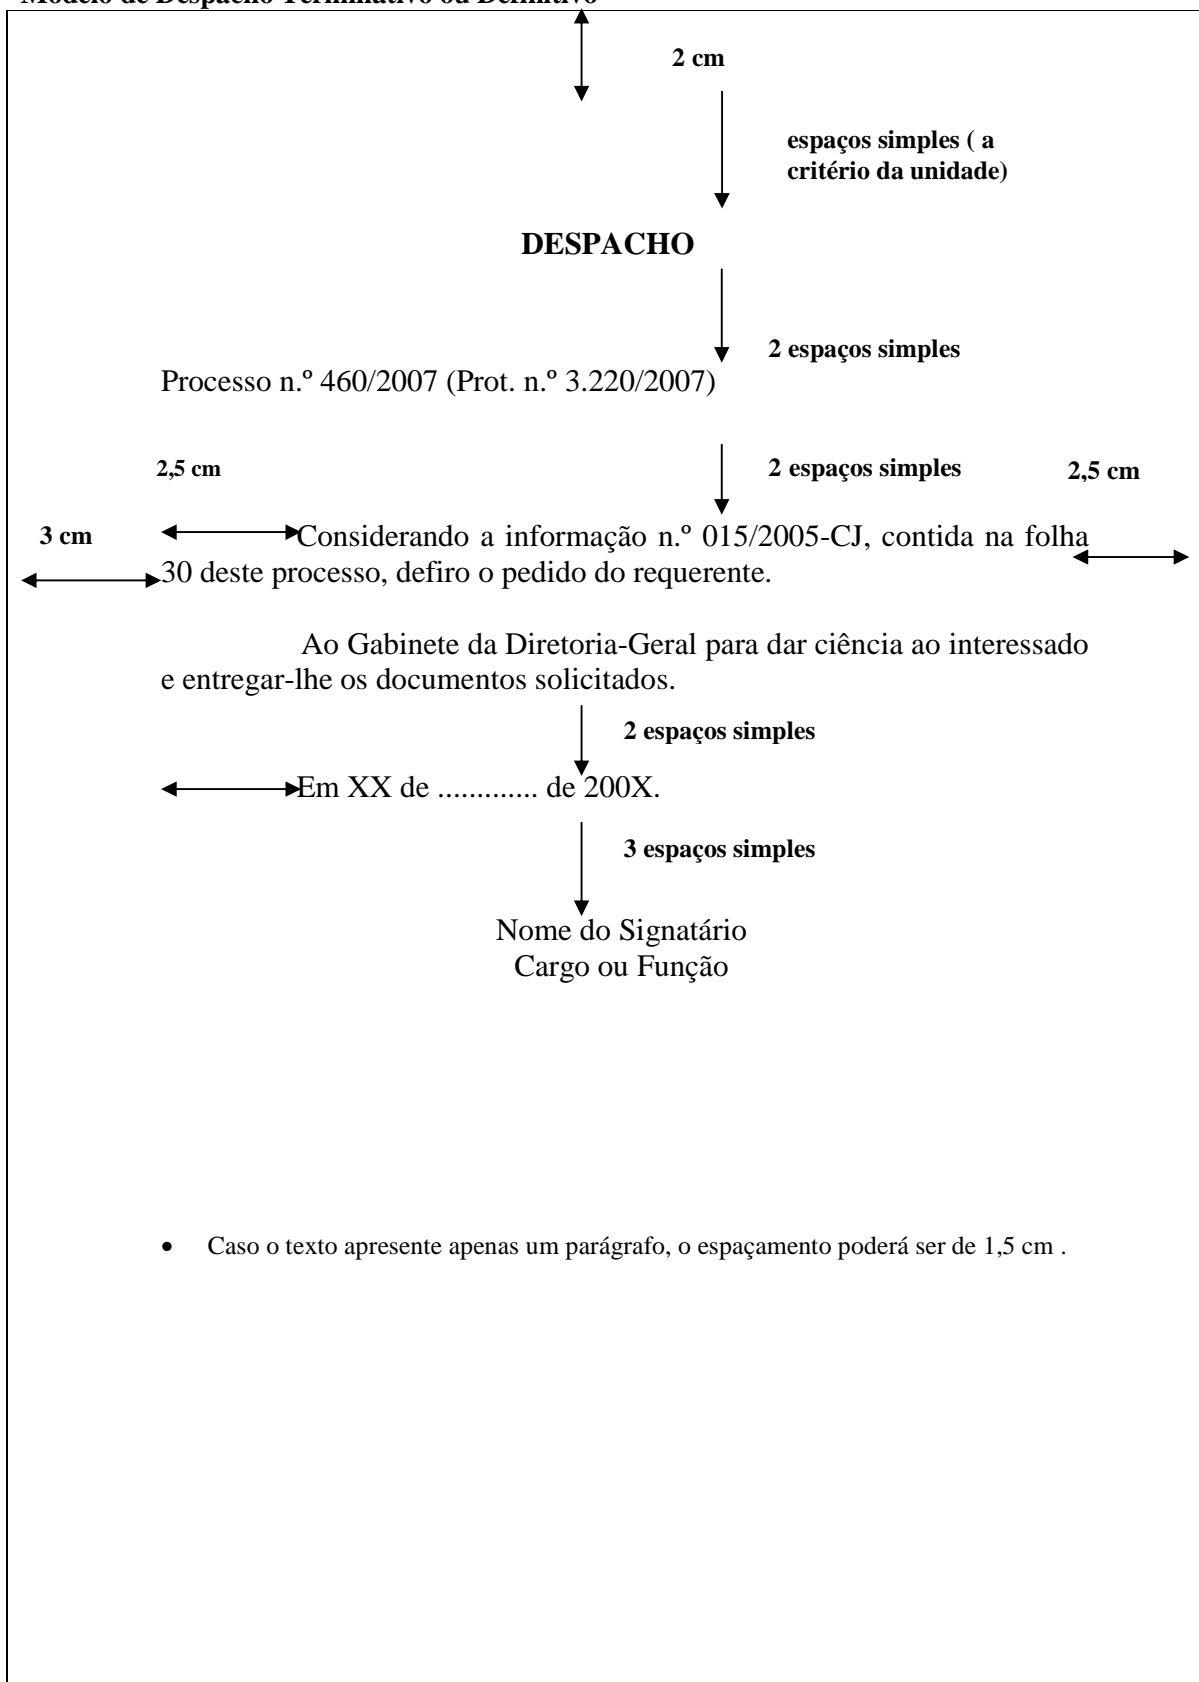 Modelo de Despacho Terminativo ou Definitivo
2 cm
espaços simples ( a
critério da unidade)
DESPACHO
2 espaços simples
Processo n.º 460/2007 (Prot. n.º 3.220/2007)
2,5 cm
2 espaços simples
2,5 cm
3 cm
Considerando a informação n.º 015/2005-CJ, contida na folha
30 deste processo, defiro o pedido do requerente.
Ao Gabinete da Diretoria-Geral para dar ciência ao interessado
e entregar-lhe os documentos solicitados.
2 espaços simples
Em XX de ............. de 200X.
3 espaços simples
Nome do Signatário
Cargo ou Função
• Caso o texto apresente apenas um parágrafo, o espaçamento poderá ser de 1,5 cm .